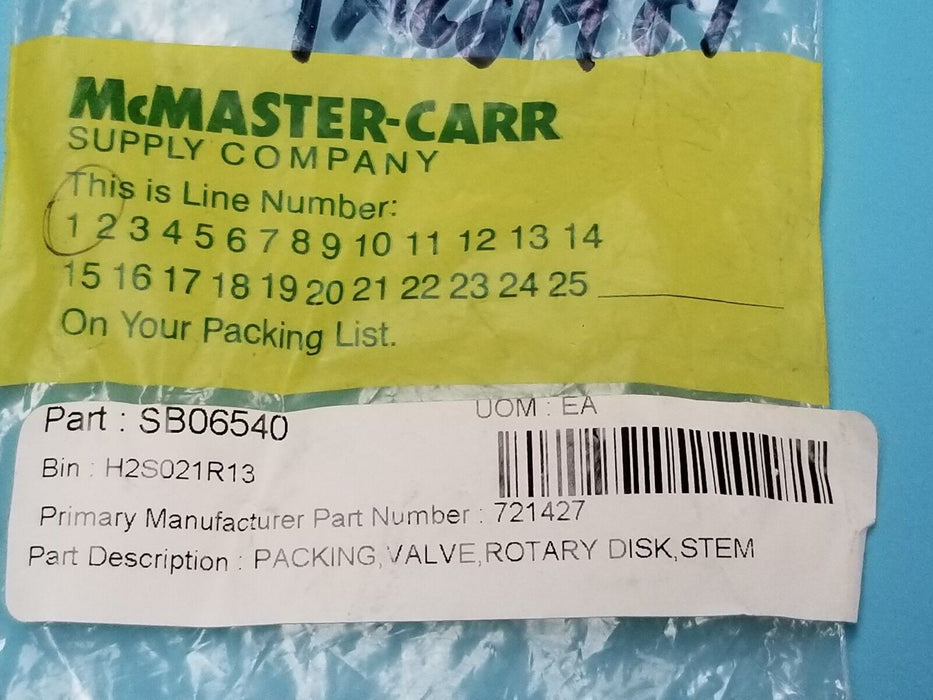 McMASTER-CARR
SUPPLY COMPANY
This is Line Number:
1 2 3 4 5 6 7 8 9 10 11 12 13 14
15 16 17 18 19 20 21 22 23 24 25 ________
On Your Packing List.
Part : SB06540
UOM : EA
Bin : H2S021R13
Primary Manufacturer Part Number : 721427
Part Description : PACKING,VALVE,ROTARY DISK,STEM